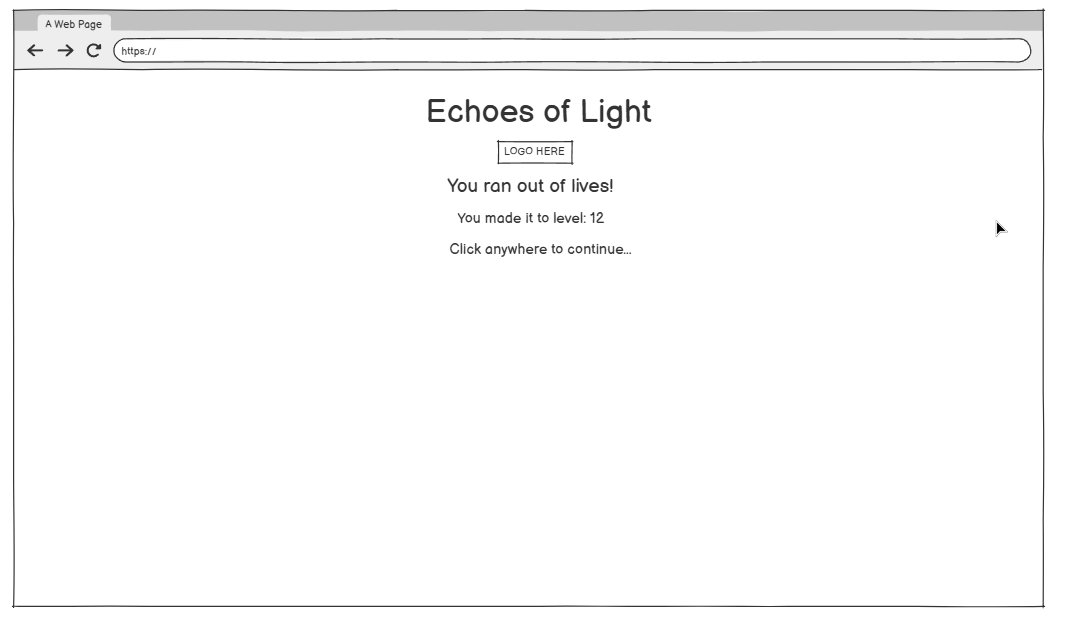 A Web Page
https://
Echoes of Light
LOGO HERE
You ran out of lives!
You made it to level: 12
Click anywhere to continue...